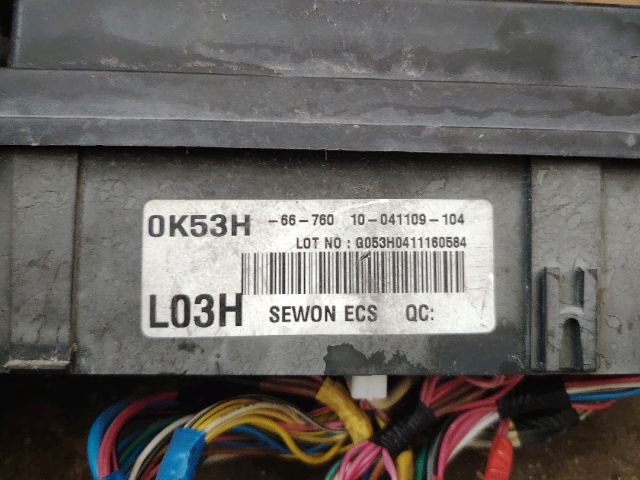 0K53H -66-760 10-041109-104
LOT NO : G053H0411160584
L03H SEWON ECS QC: